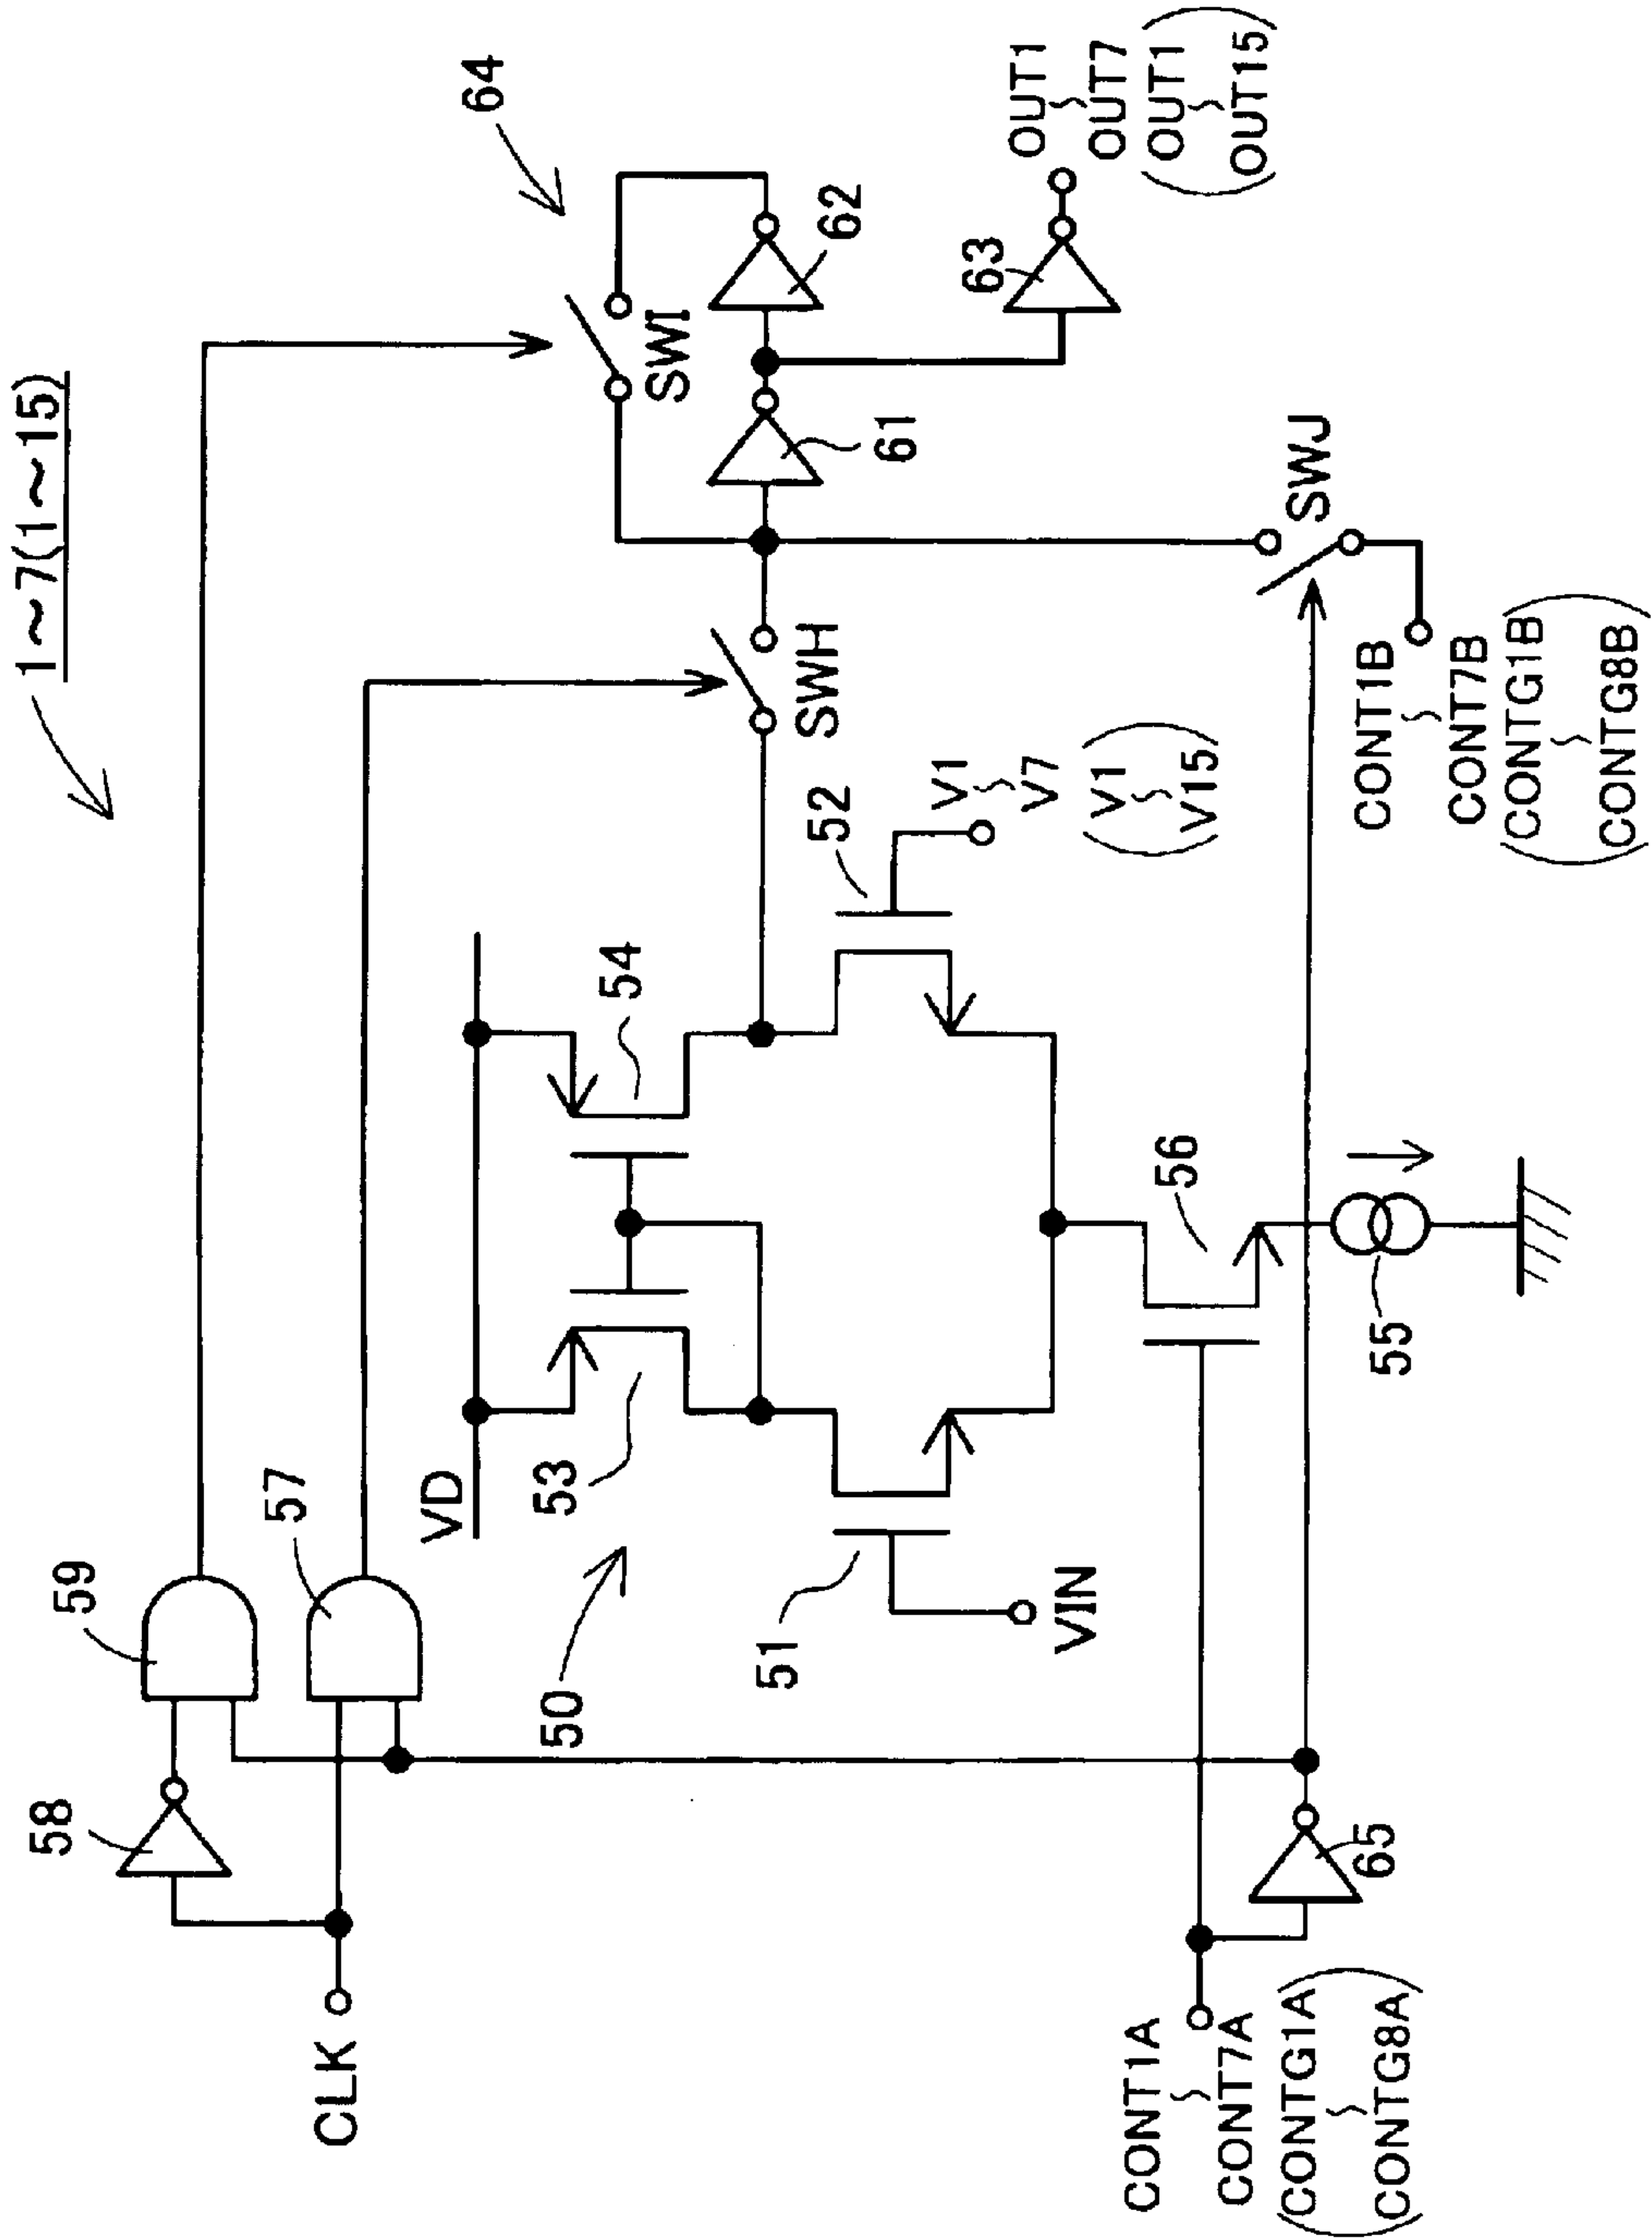 1~7(1~15)
64
59
57
58
CLK
VD
SWI
62
61
63
OUT1
~
OUT7
(OUT1
~
OUT15)
SWH
54
53
50
52
51
VIN
V1
~
V7
(V1
~
V15)
56
55
SWJ
CONT1B
~
CONT7B
(CONTG1B
~
CONTG8B)
65
CONT1A
~
CONT7A
(CONTG1A
~
CONTG8A)